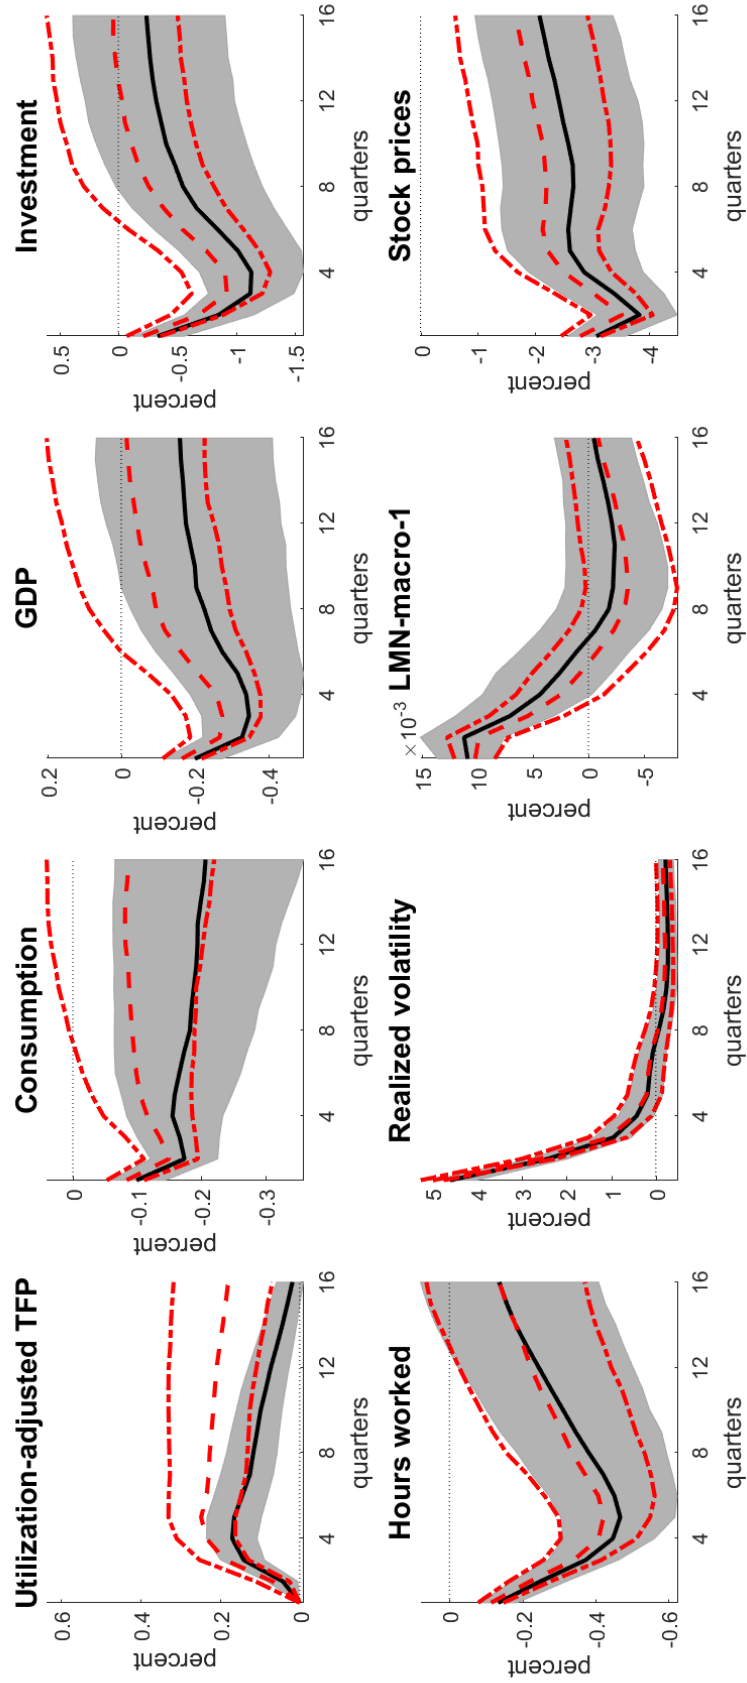 Utilization-adjusted TFP
percent
0.6
0.4
0.2
0
4 8 12 16
quarters
Consumption
percent
0
-0.1
-0.2
-0.3
4 8 12 16
quarters
GDP
percent
0.2
0
-0.2
-0.4
4 8 12 16
quarters
Investment
percent
0.5
0
-0.5
-1
-1.5
4 8 12 16
quarters
Hours worked
percent
0
-0.2
-0.4
-0.6
4 8 12 16
quarters
Realized volatility
percent
5
4
3
2
1
0
4 8 12 16
quarters
×10⁻³ LMN-macro-1
percent
15
10
5
0
-5
4 8 12 16
quarters
Stock prices
percent
0
-1
-2
-3
-4
4 8 12 16
quarters